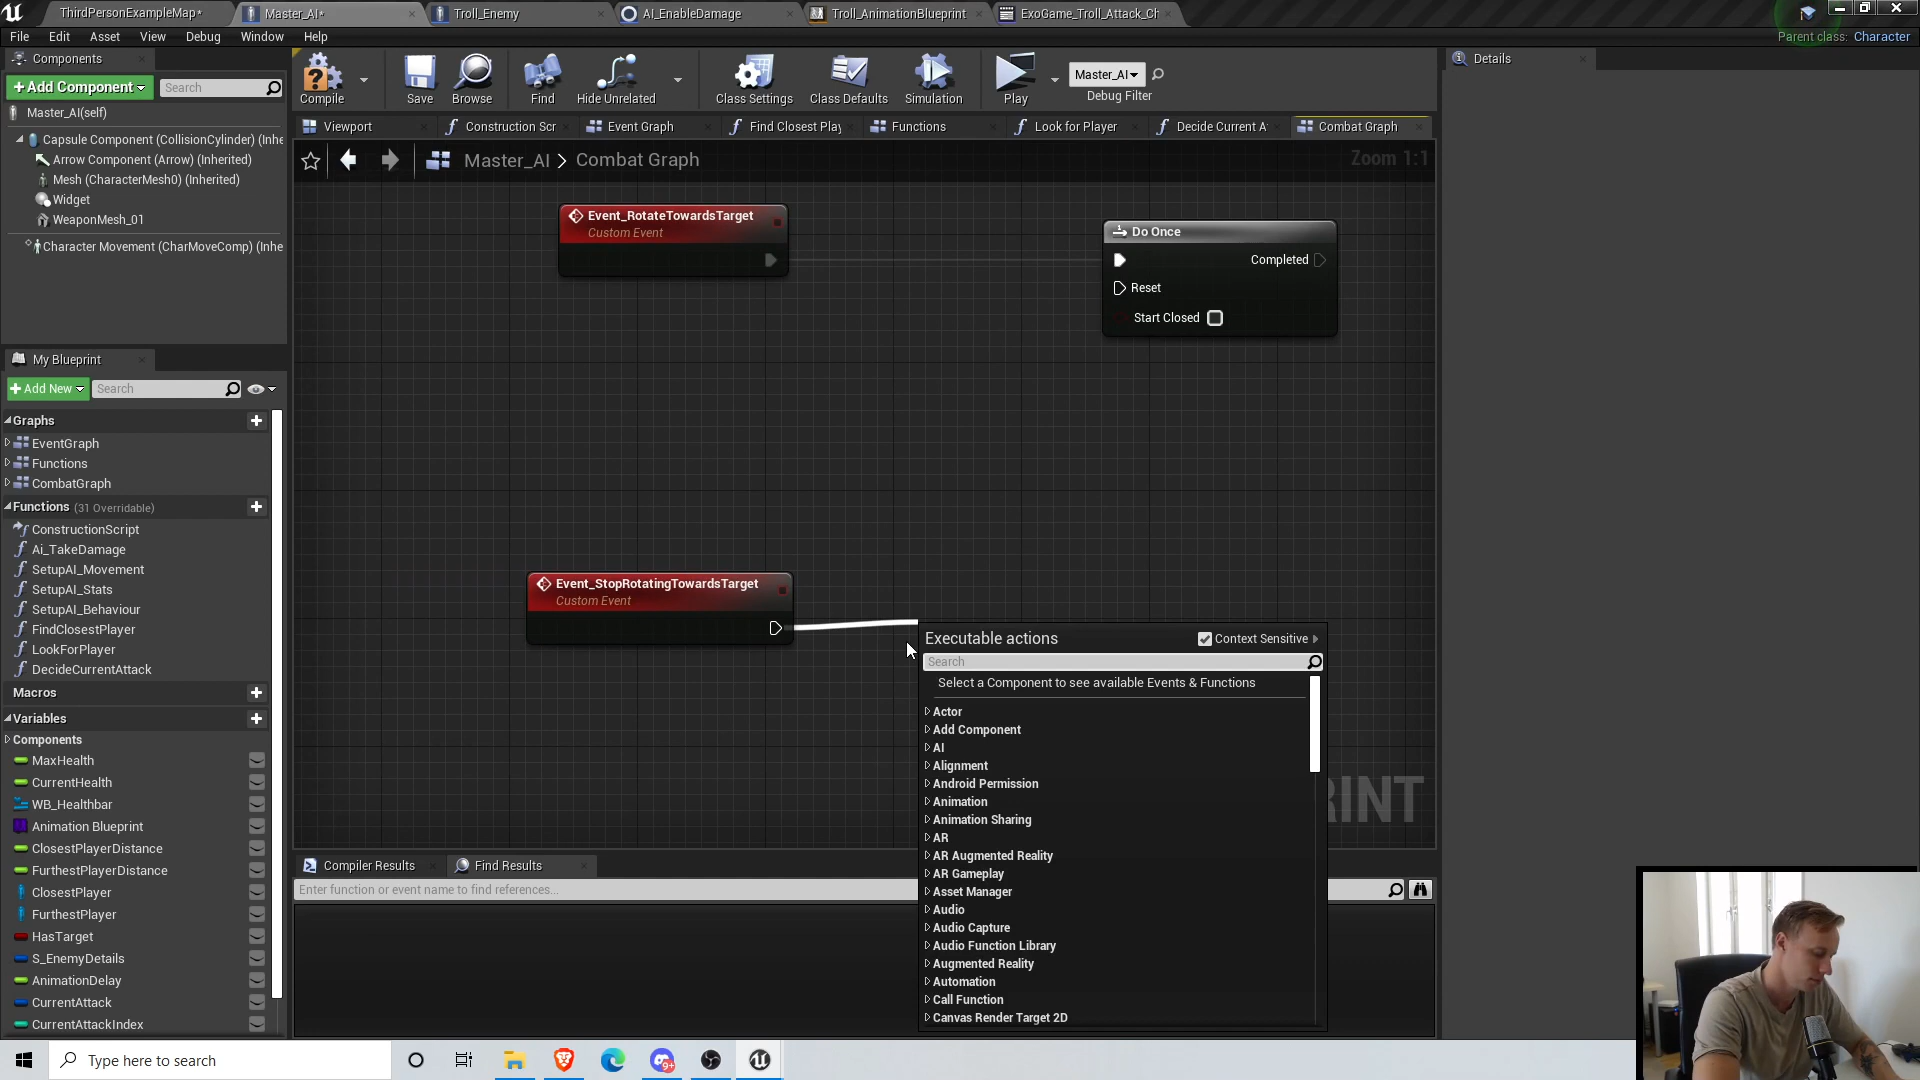 ThirdPersonExampleMap*
Master_AI*
Troll_Enemy
AI_EnableDamage
Troll_AnimationBlueprint
ExoGame_Troll_Attack_Ch
File Edit Asset View Debug Window Help
Parent class: Character
Components
+Add Component
Search
Master_AI(self)
Capsule Component (CollisionCylinder) (Inhe
Arrow Component (Arrow) (Inherited)
Mesh (CharacterMesh0) (Inherited)
Widget
WeaponMesh_01
Character Movement (CharMoveComp) (Inhe
Compile
Save
Browse
Find
Hide Unrelated
Class Settings
Class Defaults
Simulation
Play
Master_AI
Debug Filter
Details
Viewport
Construction Scr
Event Graph
Find Closest Play
Functions
Look for Player
Decide Current A
Combat Graph
Master_AI > Combat Graph
Zoom 1:1
Event_RotateTowardsTarget
Custom Event
Do Once
Completed
Reset
Start Closed
Event_StopRotatingTowardsTarget
Custom Event
Executable actions
Context Sensitive
Search
Select a Component to see available Events & Functions
Actor
Add Component
AI
Alignment
Android Permission
Animation
Animation Sharing
AR
AR Augmented Reality
AR Gameplay
Asset Manager
Audio
Audio Capture
Audio Function Library
Augmented Reality
Automation
Call Function
Canvas Render Target 2D
RINT
My Blueprint
+Add New
Search
Graphs
EventGraph
Functions
CombatGraph
Functions (31 Overridable)
ConstructionScript
Ai_TakeDamage
SetupAI_Movement
SetupAI_Stats
SetupAI_Behaviour
FindClosestPlayer
LookForPlayer
DecideCurrentAttack
Macros
Variables
Components
MaxHealth
CurrentHealth
WB_Healthbar
Animation Blueprint
ClosestPlayerDistance
FurthestPlayerDistance
ClosestPlayer
FurthestPlayer
HasTarget
S_EnemyDetails
AnimationDelay
CurrentAttack
CurrentAttackIndex
Compiler Results
Find Results
Enter function or event name to find references...
Type here to search
9+